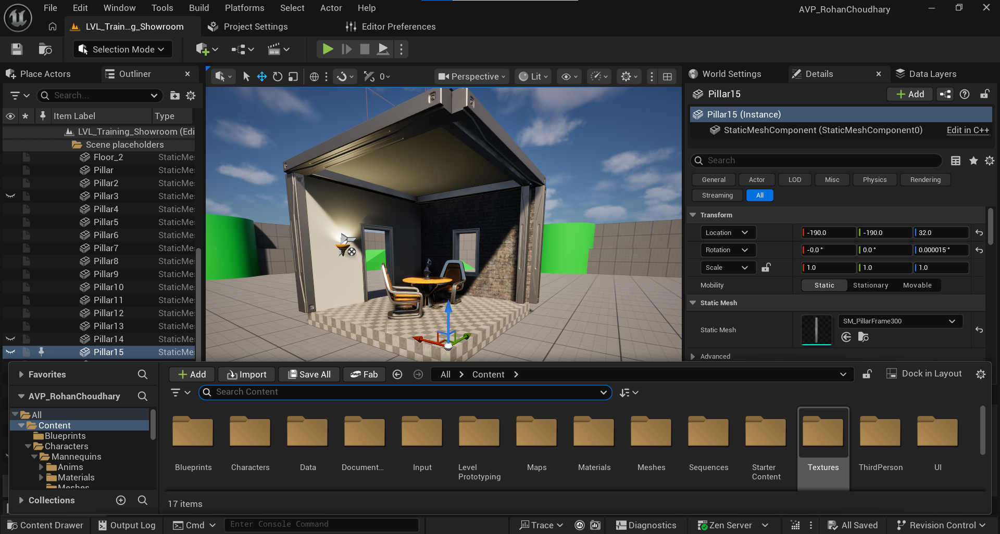 File Edit Window Tools Build Platforms Select Actor Help
AVP_RohanChoudhary
LVL_Train...g_Showroom
Project Settings
Editor Preferences
Selection Mode
Place Actors
Outliner
Search...
Item Label Type
LVL_Training_Showroom (Edi
Scene placeholders
Floor_2 StaticMe
Pillar StaticMe
Pillar2 StaticMe
Pillar3 StaticMe
Pillar4 StaticMe
Pillar5 StaticMe
Pillar6 StaticMe
Pillar7 StaticMe
Pillar8 StaticMe
Pillar9 StaticMe
Pillar10 StaticMe
Pillar11 StaticMe
Pillar12 StaticMe
Pillar13 StaticMe
Pillar14 StaticMe
Pillar15 StaticMe
0
Perspective
Lit
World Settings
Details
Data Layers
Pillar15
Add
Pillar15 (Instance)
StaticMeshComponent (StaticMeshComponent0) Edit in C++
Search
General Actor LOD Misc Physics Rendering
Streaming All
Transform
Location -190.0 -190.0 32.0
Rotation -0.0 ° 0.0 ° 0.000015 °
Scale 1.0 1.0 1.0
Mobility Static Stationary Movable
Static Mesh
Static Mesh SM_PillarFrame300
Advanced
Favorites
AVP_RohanChoudhary
All
Content
Blueprints
Characters
Mannequins
Anims
Materials
Meshes
Collections
Add Import Save All Fab All Content Dock in Layout
Search Content
Blueprints
Characters
Data
Document...
Input
Level
Prototyping
Maps
Materials
Meshes
Sequences
Starter
Content
Textures
ThirdPerson
UI
17 items
Content Drawer Output Log Cmd Enter Console Command Trace Diagnostics Zen Server All Saved Revision Control